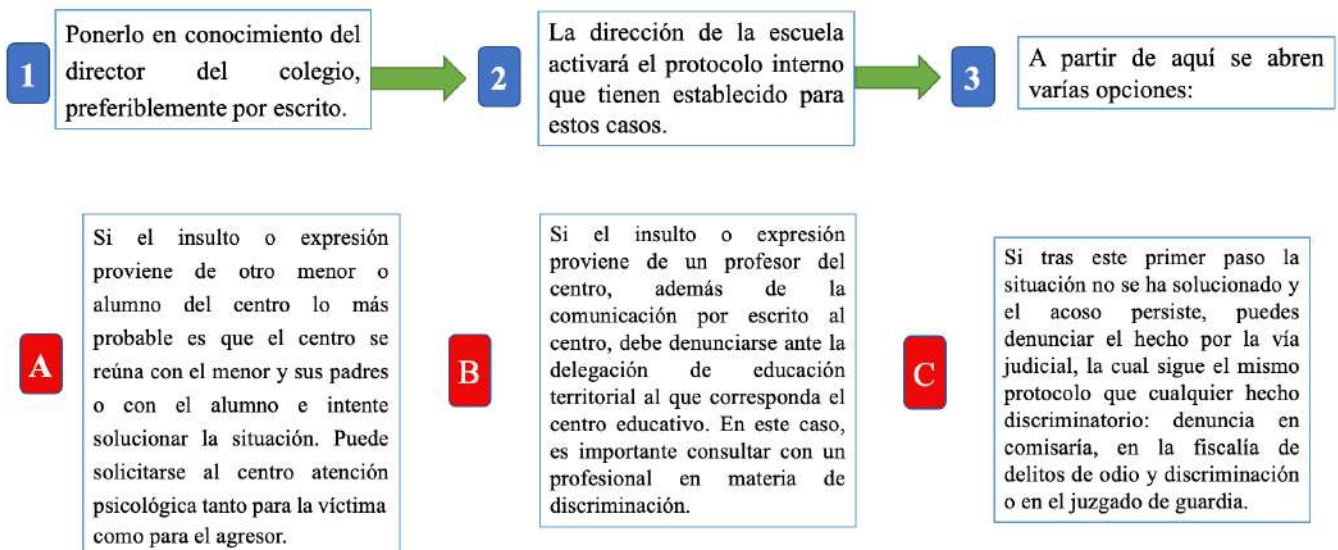 1
Ponerlo en conocimiento del
director del colegio,
preferiblemente por escrito.
2
La dirección de la escuela
activará el protocolo interno
que tienen establecido para
estos casos.
3
A partir de aquí se abren
varías opciones:
A
Si el insulto o expresión
proviene de otro menor o
alumno del centro lo más
probable es que el centro se
reúna con el menor y sus padres
o con el alumno e intente
solucionar la situación. Puede
solicitarse al centro atención
psicológica tanto para la víctima
como para el agresor.
B
Si el insulto o expresión
proviene de un profesor del
centro, además de la
comunicación por escrito al
centro, debe denunciarse ante la
delegación de educación
territorial al que corresponda el
centro educativo. En este caso,
es importante consultar con un
profesional en materia de
discriminación.
C
Si tras este primer paso la
situación no se ha solucionado y
el acoso persiste, puedes
denunciar el hecho por la vía
judicial, la cual sigue el mismo
protocolo que cualquier hecho
discriminatorio: denuncia en
comisaría, en la fiscalía de
delitos de odio y discriminación
o en el juzgado de guardia.